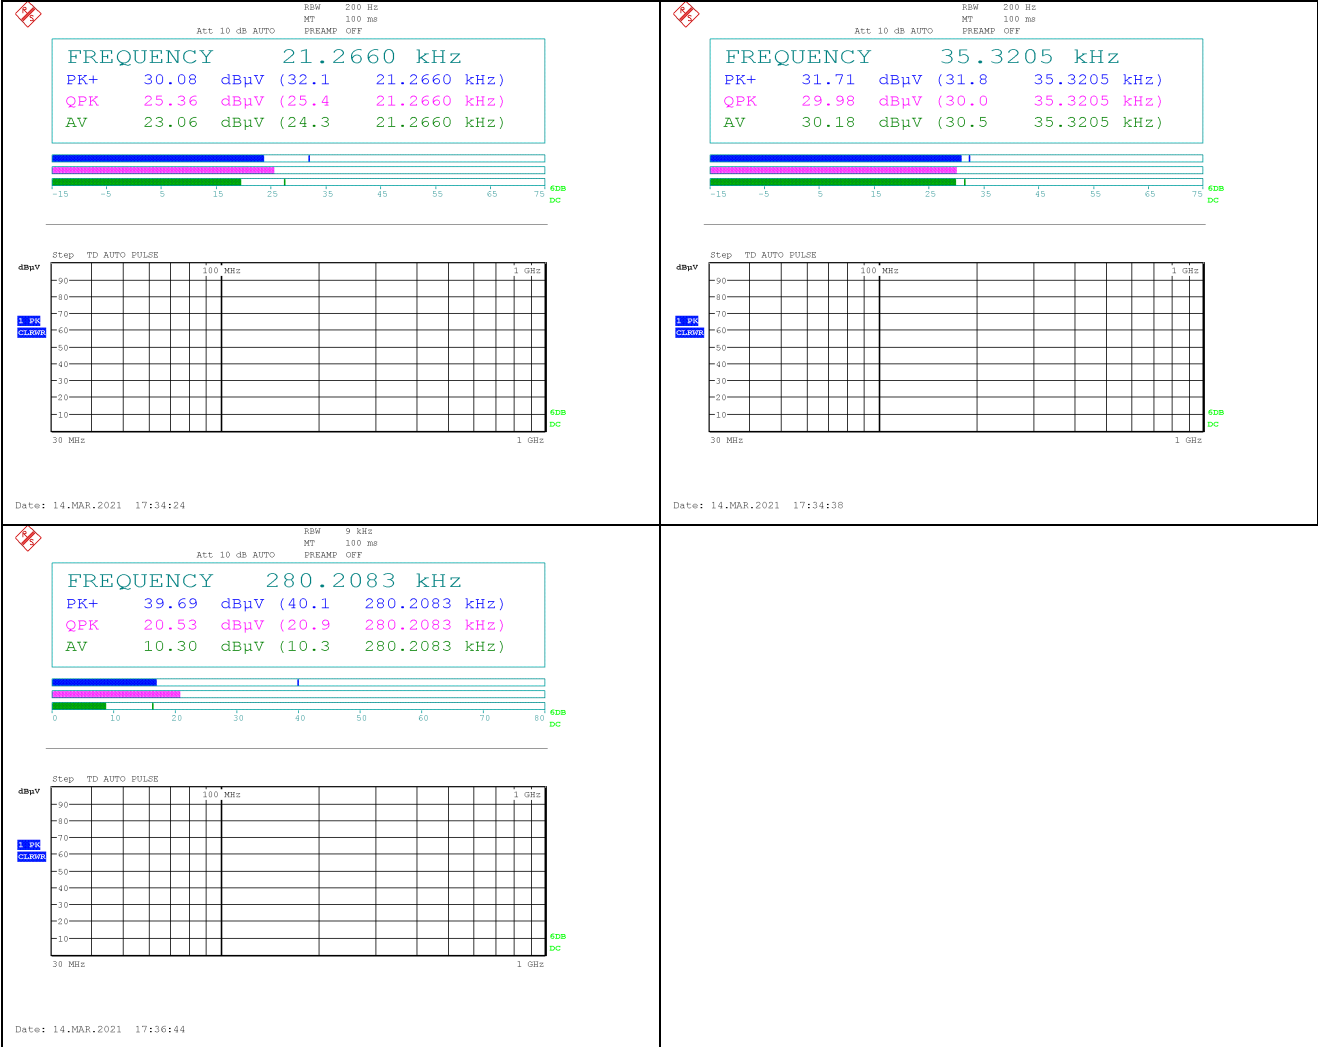 R S
RBW 200 Hz
MT 100 ms
Att 10 dB AUTO PREAMP OFF
FREQUENCY 21.2660 kHz
PK+ 30.08 dBµV (32.1 21.2660 kHz)
QPK 25.36 dBµV (25.4 21.2660 kHz)
AV 23.06 dBµV (24.3 21.2660 kHz)
-15 -5 5 15 25 35 45 55 65 75
6DB
DC
Step TD AUTO PULSE
dBµV
100 MHz 1 GHz
90
80
70
1 PK
CLRWR
60
50
40
30
20
10
6DB
DC
30 MHz 1 GHz
Date: 14.MAR.2021 17:34:24
R S
RBW 200 Hz
MT 100 ms
Att 10 dB AUTO PREAMP OFF
FREQUENCY 35.3205 kHz
PK+ 31.71 dBµV (31.8 35.3205 kHz)
QPK 29.98 dBµV (30.0 35.3205 kHz)
AV 30.18 dBµV (30.5 35.3205 kHz)
-15 -5 5 15 25 35 45 55 65 75
6DB
DC
Step TD AUTO PULSE
dBµV
100 MHz 1 GHz
90
80
70
1 PK
CLRWR
60
50
40
30
20
10
6DB
DC
30 MHz 1 GHz
Date: 14.MAR.2021 17:34:38
R S
RBW 9 kHz
MT 100 ms
Att 10 dB AUTO PREAMP OFF
FREQUENCY 280.2083 kHz
PK+ 39.69 dBµV (40.1 280.2083 kHz)
QPK 20.53 dBµV (20.9 280.2083 kHz)
AV 10.30 dBµV (10.3 280.2083 kHz)
0 10 20 30 40 50 60 70 80
6DB
DC
Step TD AUTO PULSE
dBµV
100 MHz 1 GHz
90
80
70
1 PK
CLRWR
60
50
40
30
20
10
6DB
DC
30 MHz 1 GHz
Date: 14.MAR.2021 17:36:44